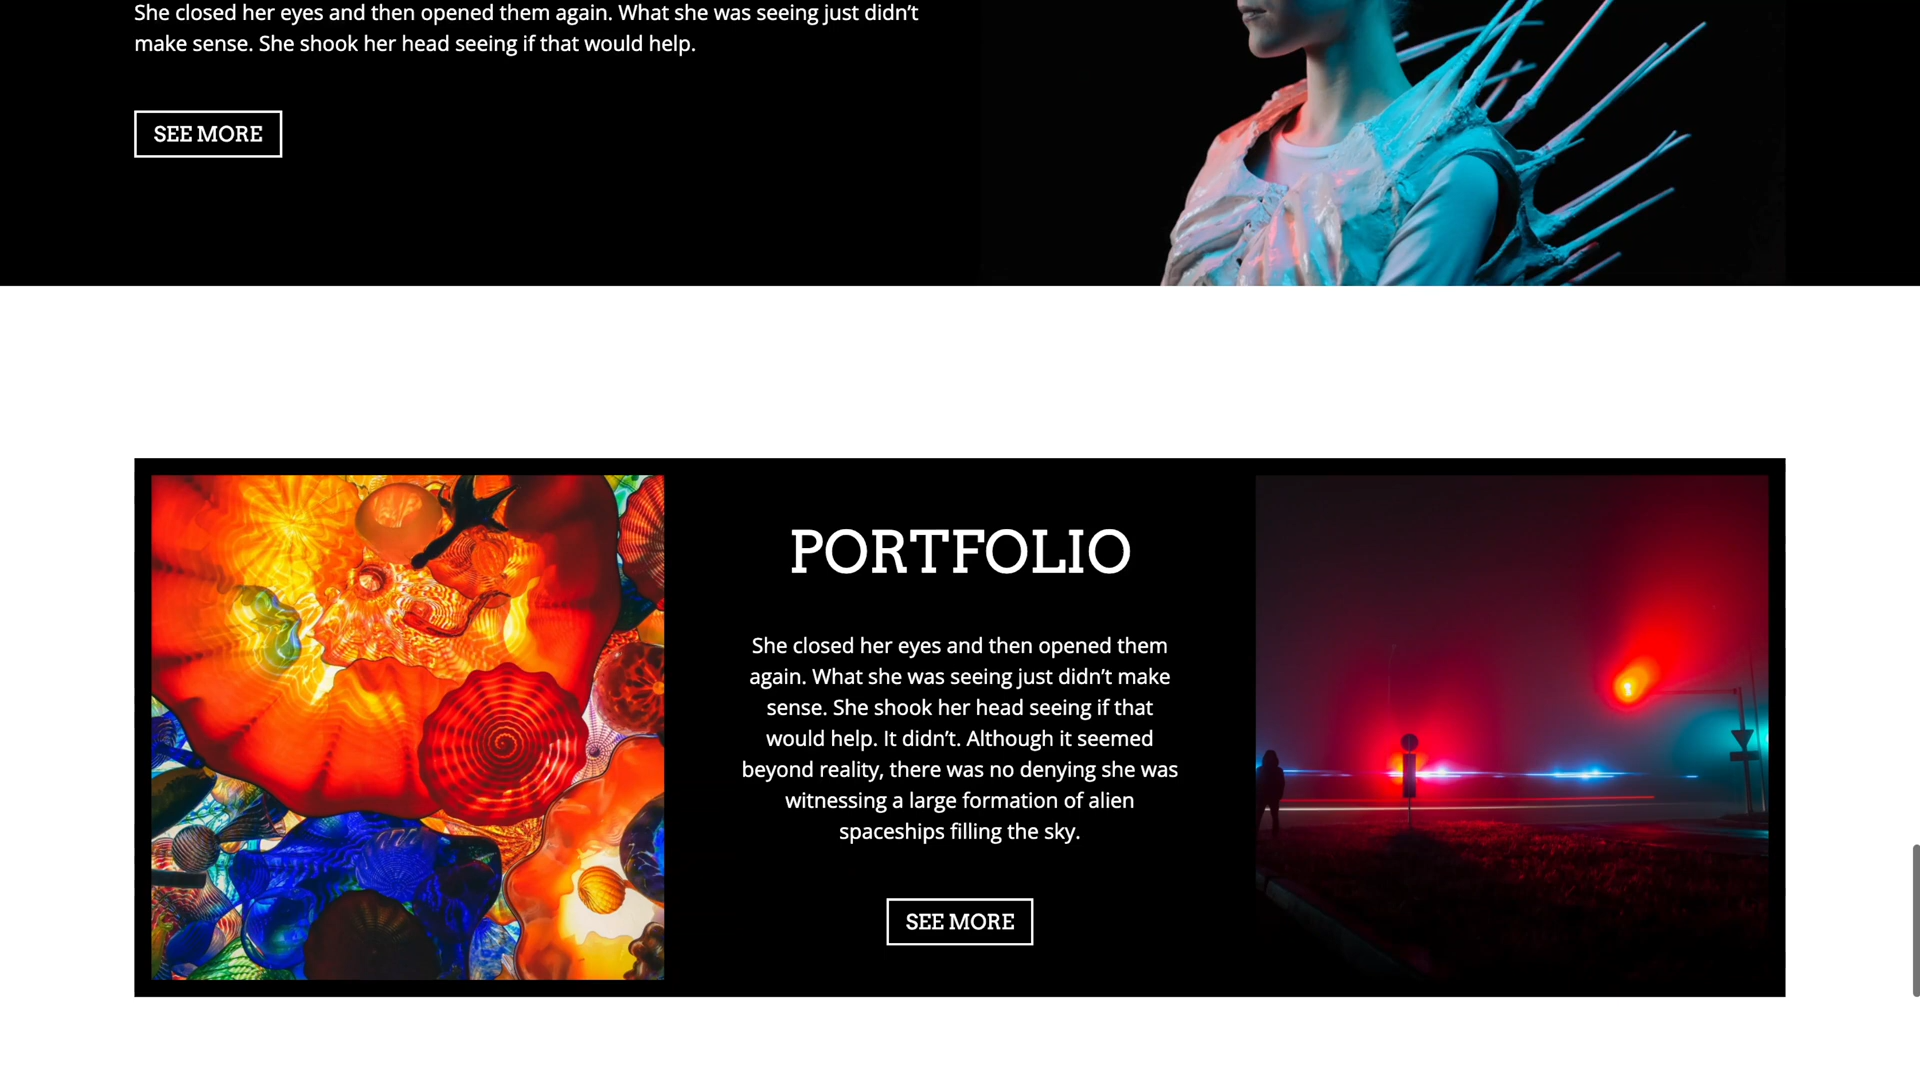 She closed her eyes and then opened them again. What she was seeing just didn’t
make sense. She shook her head seeing if that would help.
SEE MORE
PORTFOLIO
She closed her eyes and then opened them
again. What she was seeing just didn’t make
sense. She shook her head seeing if that
would help. It didn’t. Although it seemed
beyond reality, there was no denying she was
witnessing a large formation of alien
spaceships filling the sky.
SEE MORE